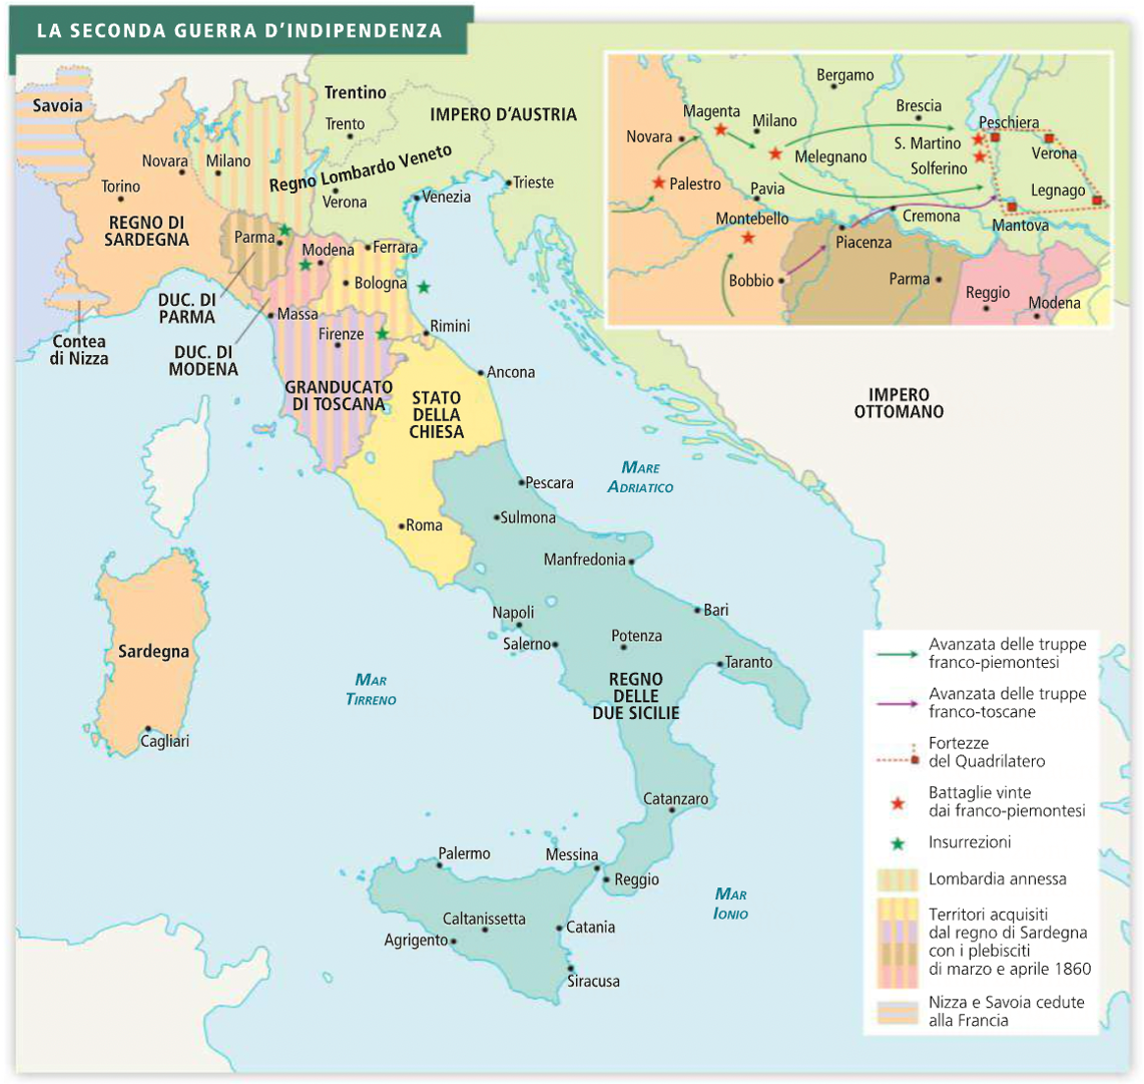 LA SECONDA GUERRA D'INDIPENDENZA
Savoia
Novara
Milano
Torino
REGNO DI
SARDEGNA
Trentino
Trento
IMPERO D'AUSTRIA
Regno Lombardo Veneto
Verona
Venezia
Trieste
Parma
Modena
Ferrara
Bologna
DUC. DI
PARMA
Massa
Firenze
Rimini
Contea
di Nizza
DUC. DI
MODENA
Ancona
GRANDUCATO
DI TOSCANA
STATO
DELLA
CHIESA
IMPERO
OTTOMANO
MARE
ADRIATICO
Pescara
Sulmona
Roma
Manfredonia
Napoli
Bari
Salerno
Potenza
Taranto
Sardegna
Cagliari
MAR
TIRRENO
REGNO
DELLE
DUE SICILIE
Catanzaro
Palermo
Messina
Reggio
MAR
IONIO
Caltanissetta
Agrigento
Catania
Siracusa
Bergamo
Magenta
Milano
Brescia
Peschiera
Novara
S. Martino
Melegnano
Verona
Solferino
Palestro
Pavia
Legnago
Montebello
Cremona
Mantova
Piacenza
Bobbio
Parma
Reggio
Modena
Avanzata delle truppe
franco-piemontesi
Avanzata delle truppe
franco-toscane
Fortezze
del Quadrilatero
Battaglie vinte
dai franco-piemontesi
Insurrezioni
Lombardia annessa
Territori acquisiti
dal regno di Sardegna
con i plebisciti
di marzo e aprile 1860
Nizza e Savoia cedute
alla Francia